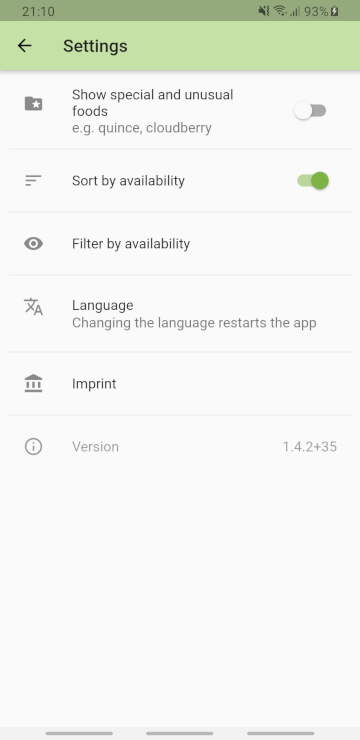 21:10
93%
Settings
Show special and unusual
foods
e.g. quince, cloudberry
Sort by availability
Filter by availability
Language
Changing the language restarts the app
Imprint
Version 1.4.2+35